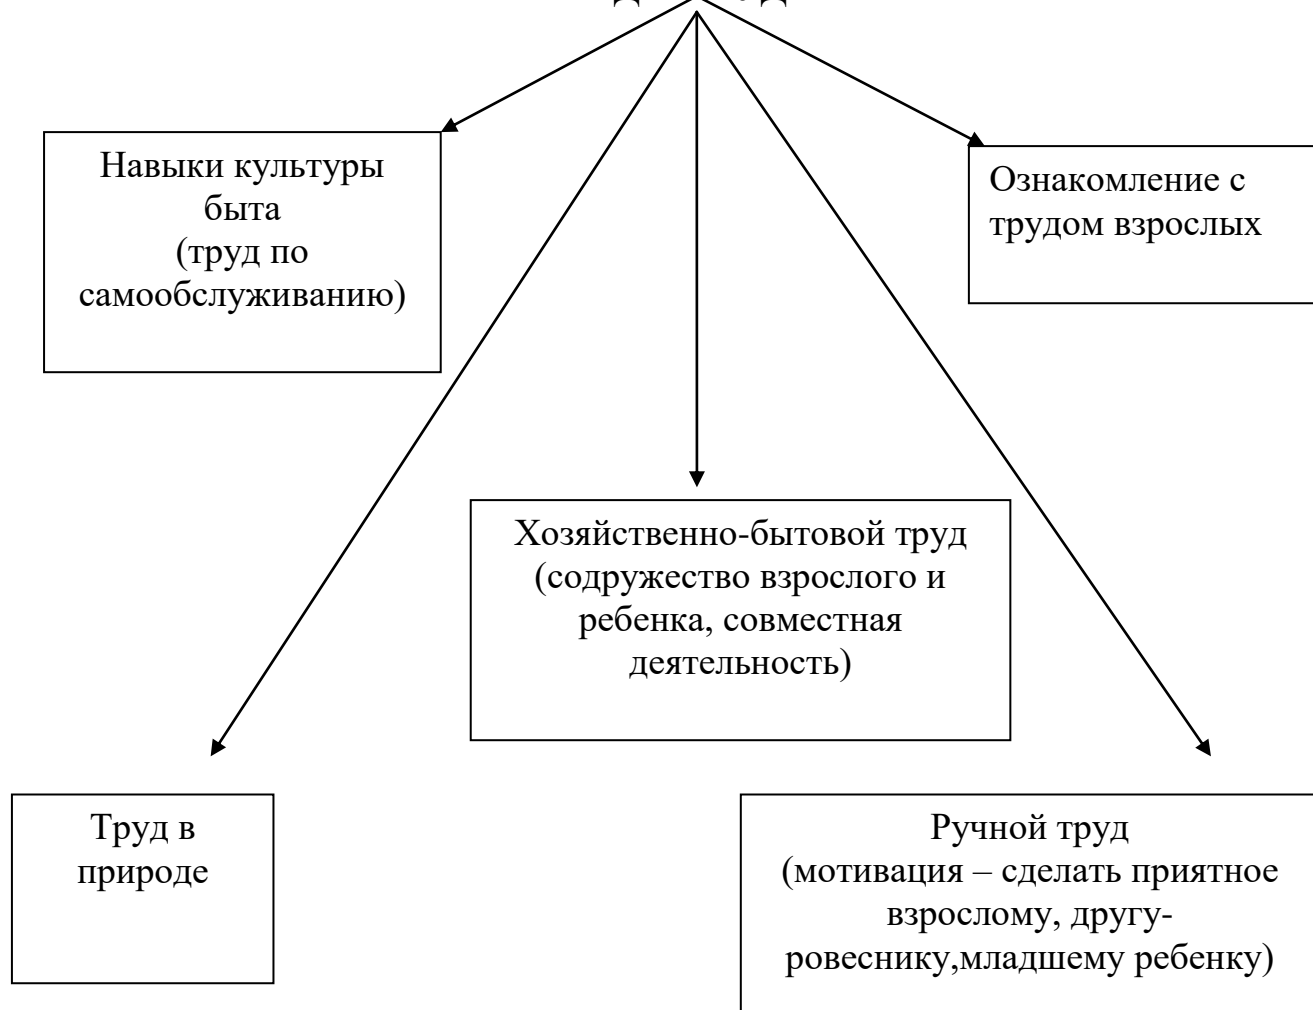 Навыки культуры
быта
(труд по
самообслуживанию)
Ознакомление с
трудом взрослых
Хозяйственно-бытовой труд
(содружество взрослого и
ребенка, совместная
деятельность)
Труд в
природе
Ручной труд
(мотивация – сделать приятное
взрослому, другу-
ровеснику,младшему ребенку)